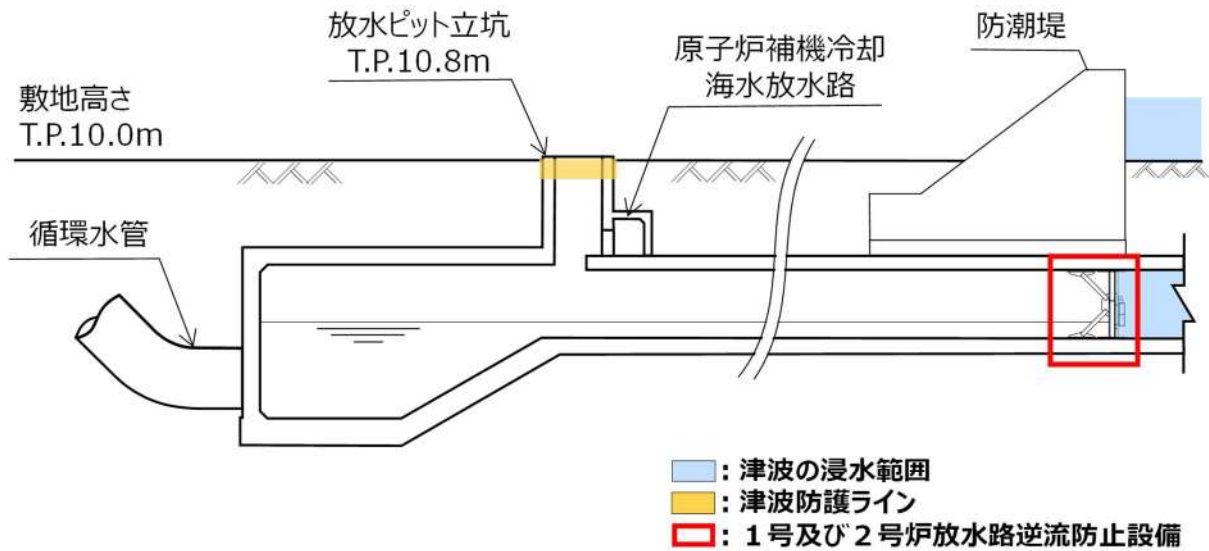 放水ピット立坑
T.P.10.8m
原子炉補機冷却
海水放水路
防潮堤
敷地高さ
T.P.10.0m
循環水管
：津波の浸水範囲
：津波防護ライン
：１号及び２号炉放水路逆流防止設備